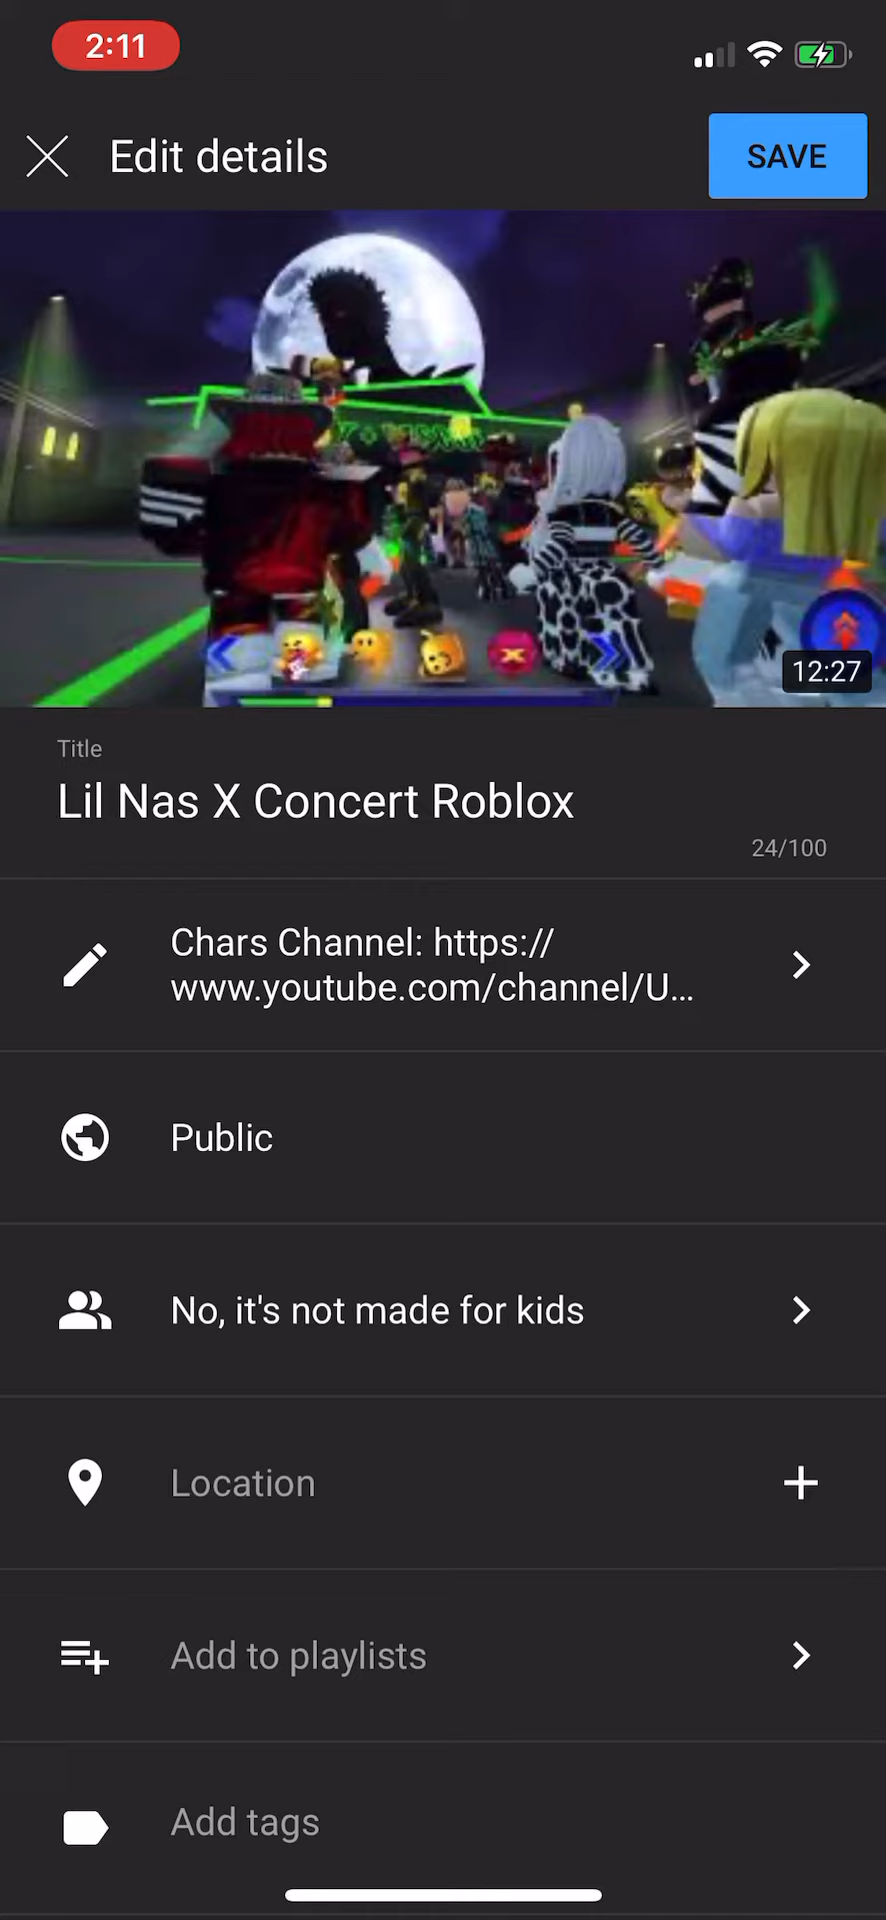 2:11
Edit details
SAVE
12:27
Title
Lil Nas X Concert Roblox
24/100
Chars Channel: https://
www.youtube.com/channel/U...
Public
No, it's not made for kids
Location
Add to playlists
Add tags